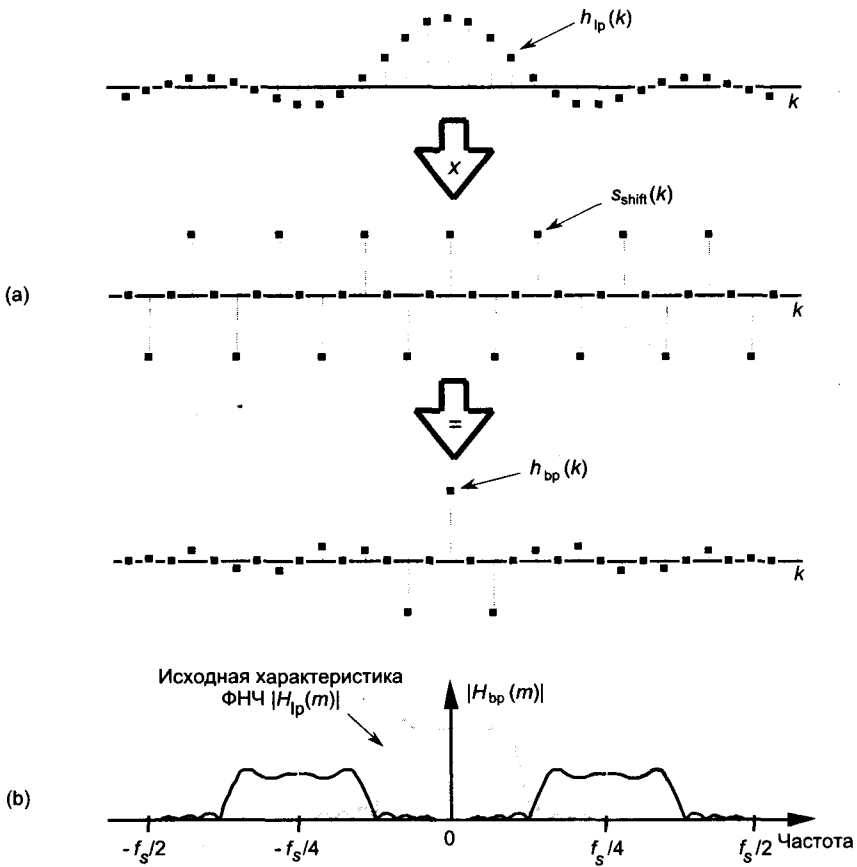 h_lp(k)
k
x
s_shift(k)
(a)
k
=
h_bp(k)
k
Исходная характеристика
ФНЧ |H_lp(m)|
|H_bp(m)|
(b)
-f_s/2
-f_s/4
0
f_s/4
f_s/2
Частота